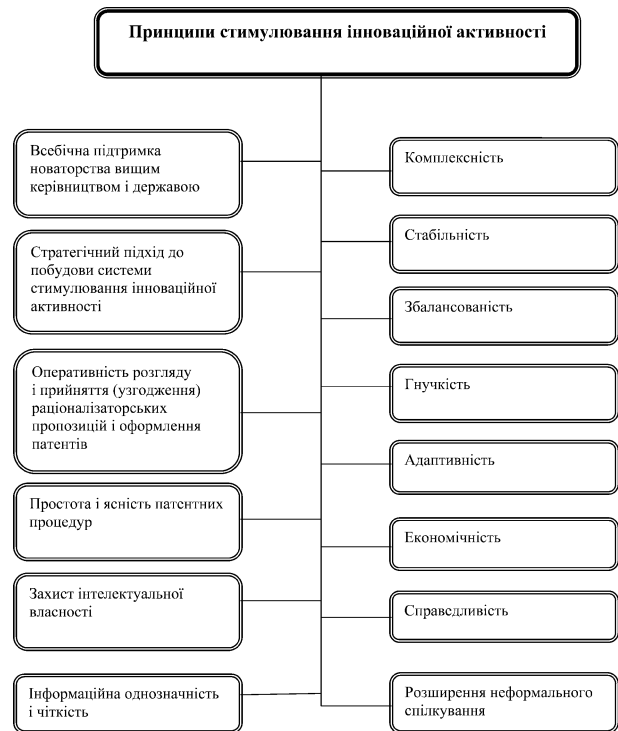 Принципи стимулювання інноваційної активності
Всебічна підтримка
новаторства вищим
керівництвом і державою
Стратегічний підхід до
побудови системи
стимулювання інноваційної
активності
Оперативність розгляду
і прийняття (узгодження)
раціоналізаторських
пропозицій і оформлення
патентів
Простота і ясність патентних
процедур
Захист інтелектуальної
власності
Інформаційна однозначність
і чіткість
Комплексність
Стабільність
Збалансованість
Гнучкість
Адаптивність
Економічність
Справедливість
Розширення неформального
спілкування